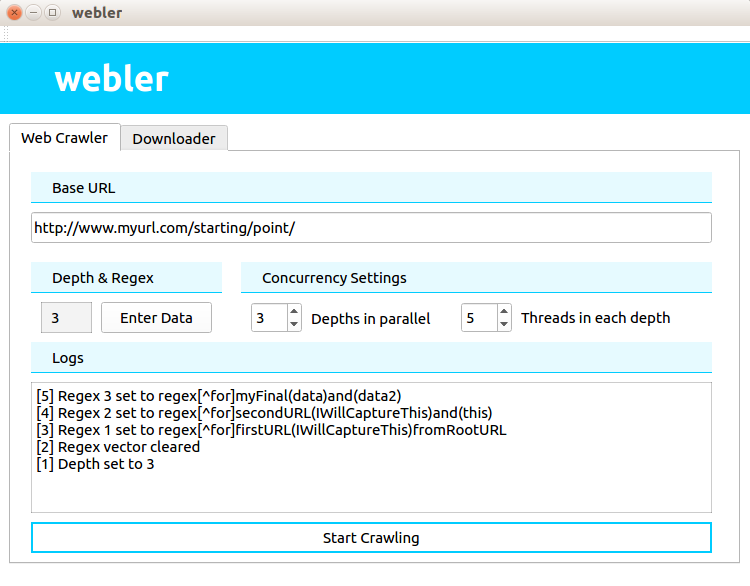 webler
webler
Web Crawler Downloader
Base URL
http://www.myurl.com/starting/point/
Depth & Regex Concurrency Settings
3 Enter Data 3 Depths in parallel 5 Threads in each depth
Logs
[5] Regex 3 set to regex[^for]myFinal(data)and(data2)
[4] Regex 2 set to regex[^for]secondURL(IWillCaptureThis)and(this)
[3] Regex 1 set to regex[^for]firstURL(IWillCaptureThis)fromRootURL
[2] Regex vector cleared
[1] Depth set to 3
Start Crawling